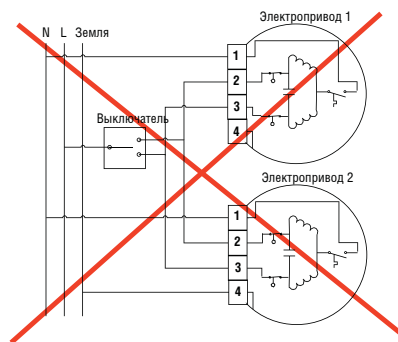 Электропривод 1
N L Земля
1
2
3
4
Выключатель
Электропривод 2
1
2
3
4